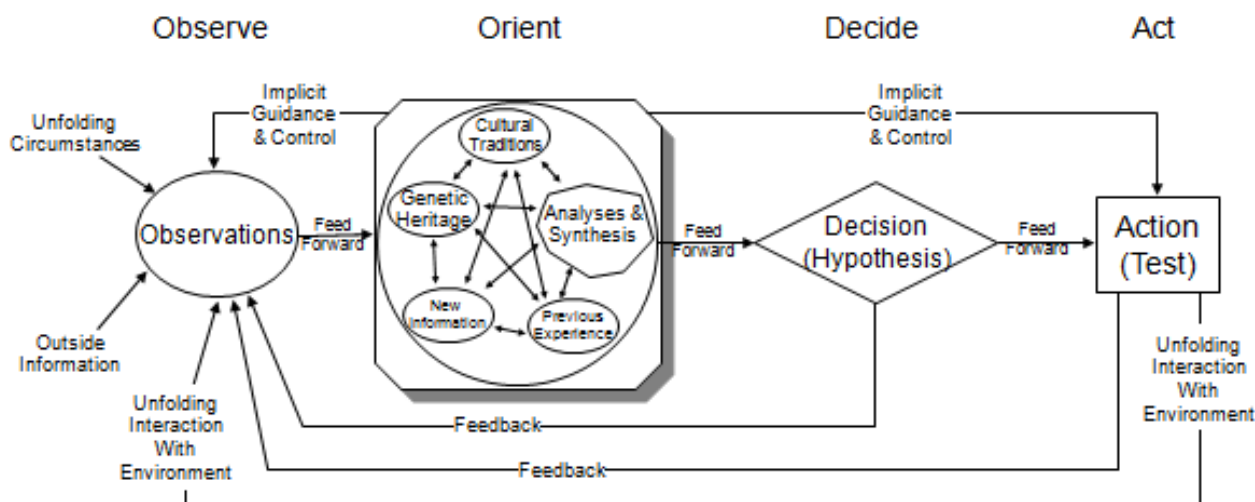 Observe
Orient
Decide
Act
Implicit
Guidance
& Control
Implicit
Guidance
& Control
Unfolding
Circumstances
Observations
Feed
Forward
Cultural
Traditions
Genetic
Heritage
Analyses &
Synthesis
New
Information
Previous
Experience
Feed
Forward
Decision
(Hypothesis)
Feed
Forward
Action
(Test)
Outside
Information
Unfolding
Interaction
With
Environment
Feedback
Feedback
Unfolding
Interaction
With
Environment